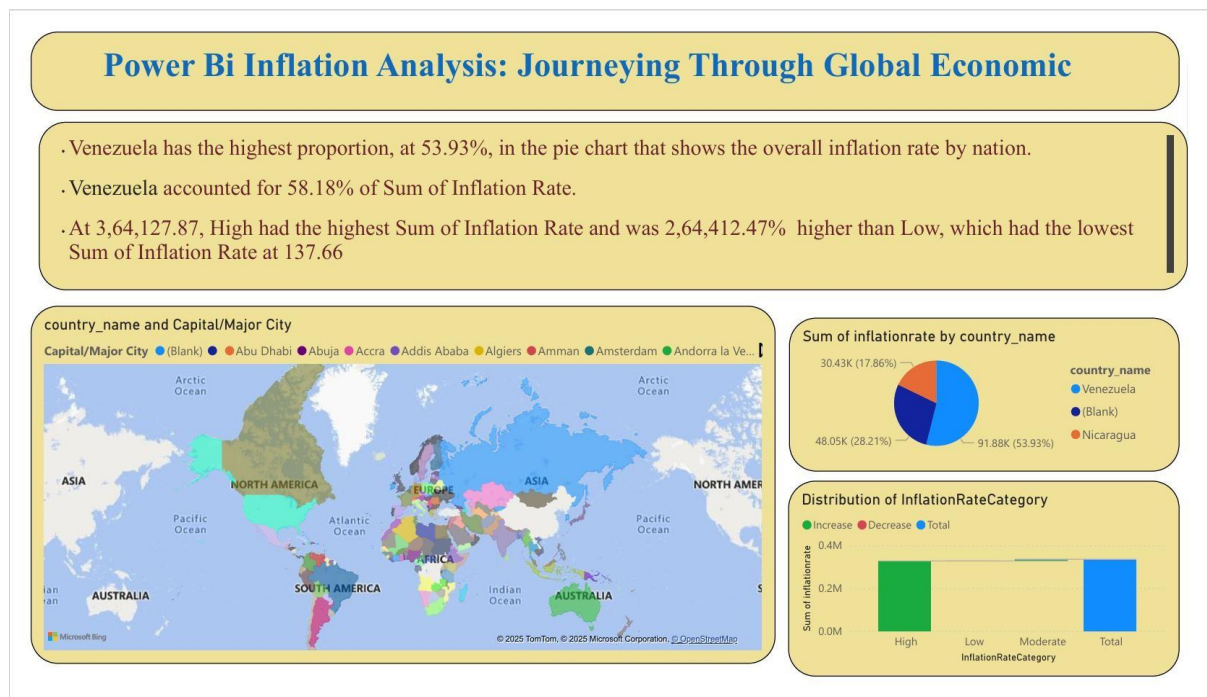 Power Bi Inflation Analysis: Journeying Through Global Economic
· Venezuela has the highest proportion, at 53.93%, in the pie chart that shows the overall inflation rate by nation.
· Venezuela accounted for 58.18% of Sum of Inflation Rate.
· At 3,64,127.87, High had the highest Sum of Inflation Rate and was 2,64,412.47% higher than Low, which had the lowest
Sum of Inflation Rate at 137.66
country_name and Capital/Major City
Capital/Major City (Blank) Abu Dhabi Abuja Accra Addis Ababa Algiers Amman Amsterdam Andorra la Ve...
Arctic
Ocean
Arctic
Ocean
ASIA
NORTH AMERICA
EUROPE
ASIA
NORTH AMER
Pacific
Ocean
Atlantic
Ocean
Pacific
Ocean
AFRICA
ian
ean
AUSTRALIA
SOUTH AMERICA
Indian
Ocean
AUSTRALIA
Microsoft Bing
© 2025 TomTom, © 2025 Microsoft Corporation, © OpenStreetMap
Sum of inflationrate by country_name
30.43K (17.86%)
48.05K (28.21%)
91.88K (53.93%)
country_name
Venezuela
(Blank)
Nicaragua
Distribution of InflationRateCategory
Increase Decrease Total
Sum of inflationrate
0.4M
0.2M
0.0M
High Low Moderate Total
InflationRateCategory